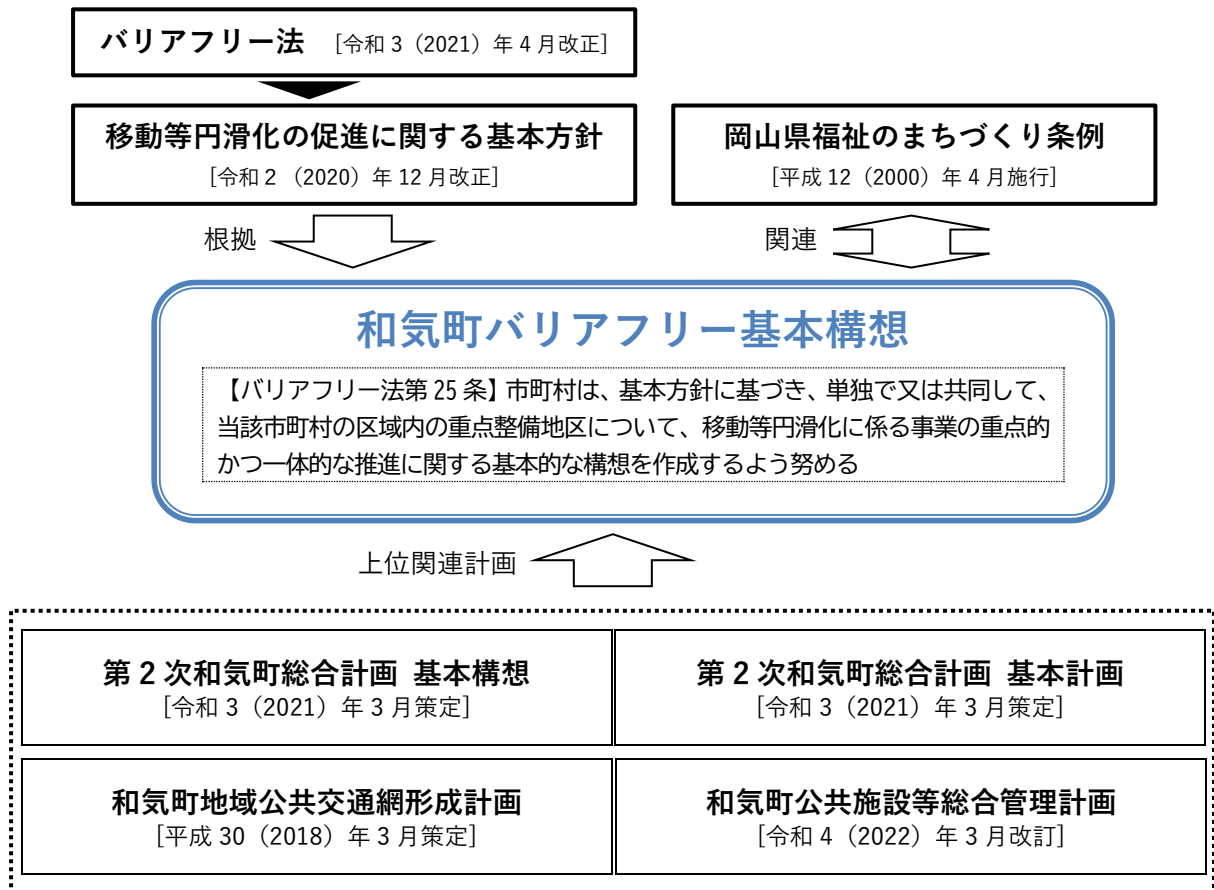 バリアフリー法 [令和3（2021）年4月改正]
移動等円滑化の促進に関する基本方針
[令和2（2020）年12月改正]
岡山県福祉のまちづくり条例
[平成12（2000）年4月施行]
根拠
関連
和気町バリアフリー基本構想
【バリアフリー法第25条】市町村は、基本方針に基づき、単独で又は共同して、
当該市町村の区域内の重点整備地区について、移動等円滑化に係る事業の重点的
かつ一体的な推進に関する基本的な構想を作成するよう努める
上位関連計画
第2次和気町総合計画 基本構想
[令和3（2021）年3月策定]
第2次和気町総合計画 基本計画
[令和3（2021）年3月策定]
和気町地域公共交通網形成計画
[平成30（2018）年3月策定]
和気町公共施設等総合管理計画
[令和4（2022）年3月改訂]